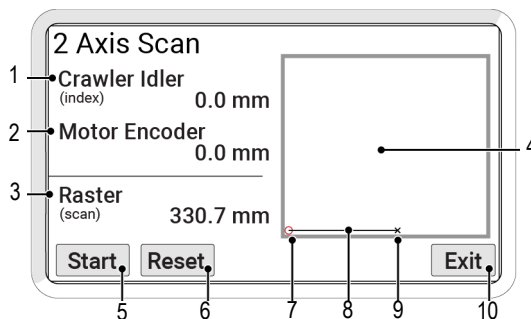 2 Axis Scan
1
Crawler Idler
(index)
0.0 mm
2
Motor Encoder
0.0 mm
3
Raster
(scan)
330.7 mm
4
Start
Reset
Exit
5
6
7
8
9
10